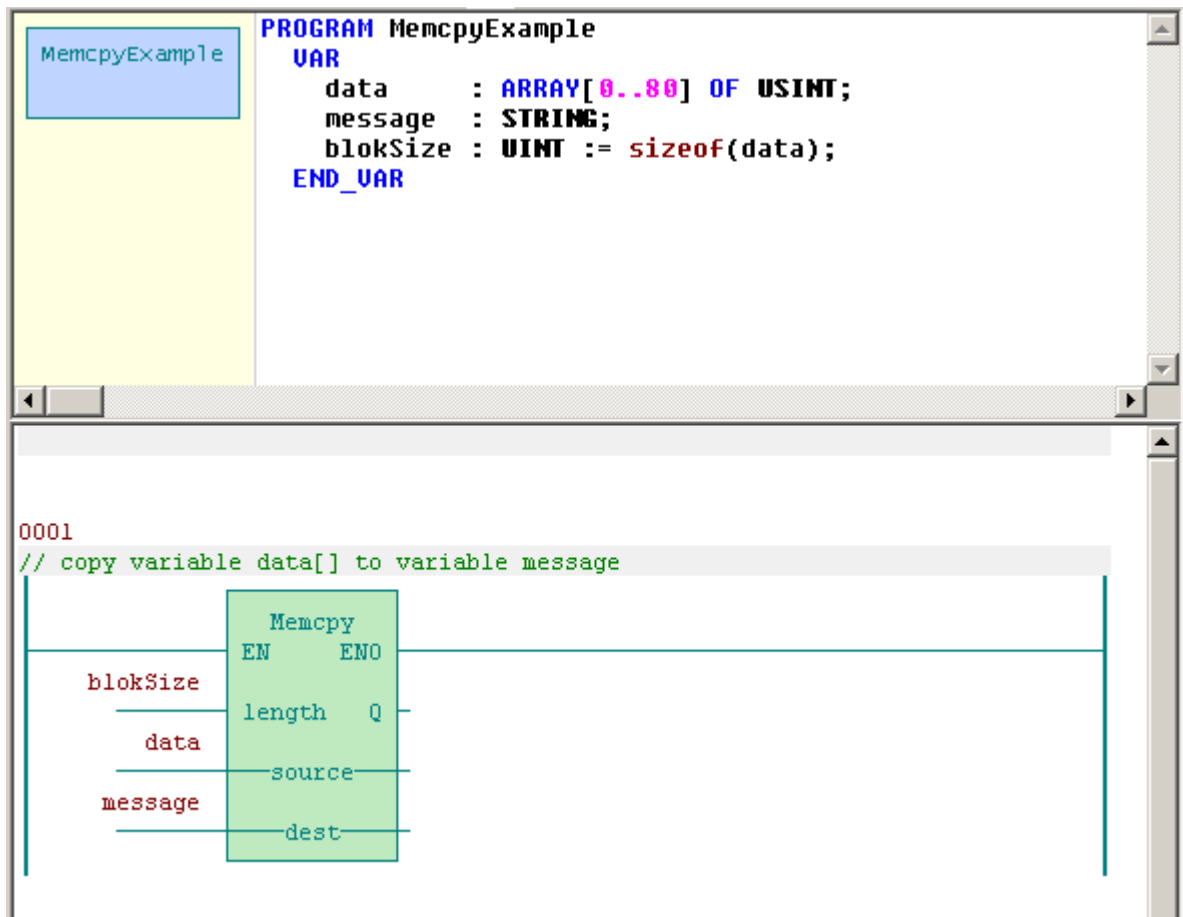 MemcpyExample
PROGRAM MemcpyExample
VAR
data : ARRAY[0..80] OF USINT;
message : STRING;
blokSize : UINT := sizeof(data);
END_VAR
0001
// copy variable data[] to variable message
Memcpy
EN ENO
blokSize
length Q
data
source
message
dest